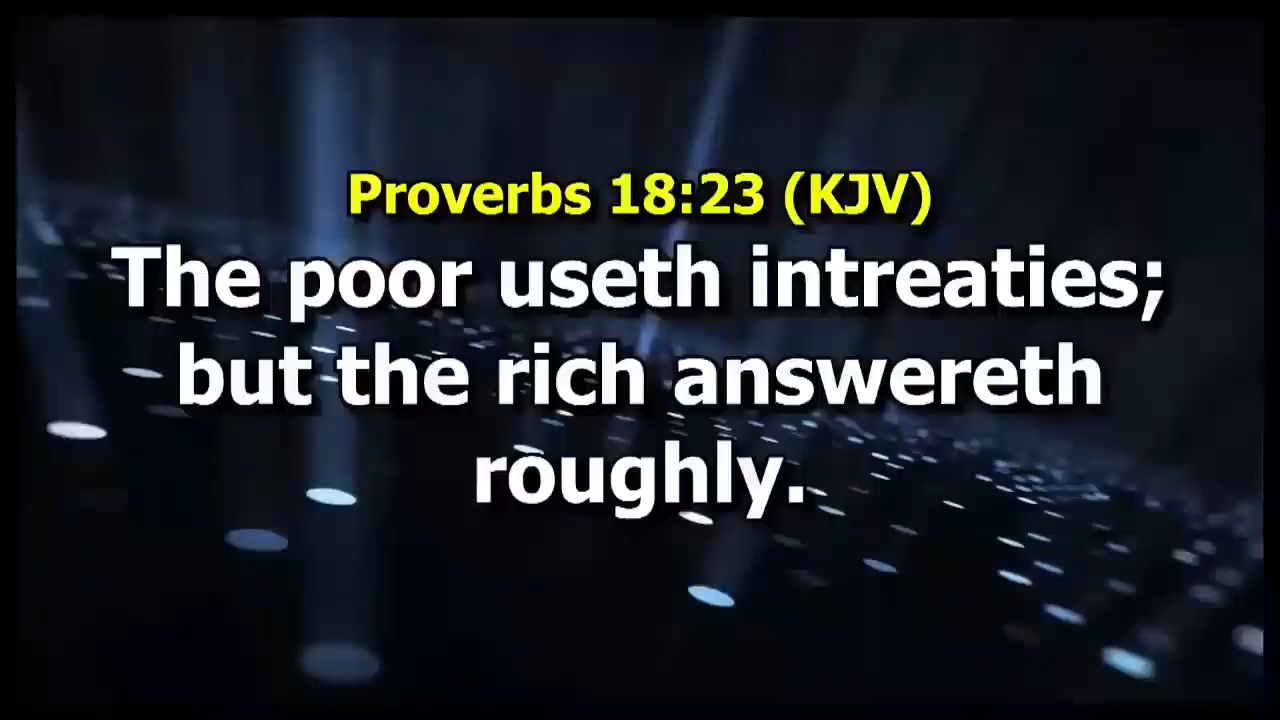 Proverbs 18:23 (KJV)
The poor useth intreaties;
but the rich answereth
roughly.